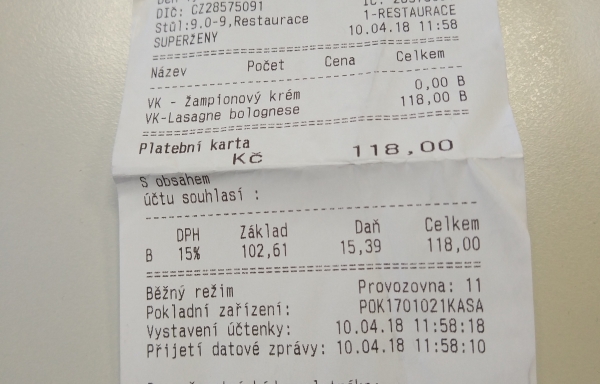 DIČ: CZ28575091
Stůl:9.0-9,Restaurace 1-RESTAURACE
SUPERŽENY 10.04.18 11:58
Název Počet Cena Celkem
VK - Žampionový krém 0,00 B
VK-Lasagne bolognese 118,00 B
Platební karta
Kč 118,00
S obsahem
účtu souhlasí :
DPH Základ Daň Celkem
B 15% 102,61 15,39 118,00
Běžný režim Provozovna: 11
Pokladní zařízení: POK1701021KASA
Vystavení účtenky: 10.04.18 11:58:18
Přijetí datové zprávy: 10.04.18 11:58:10